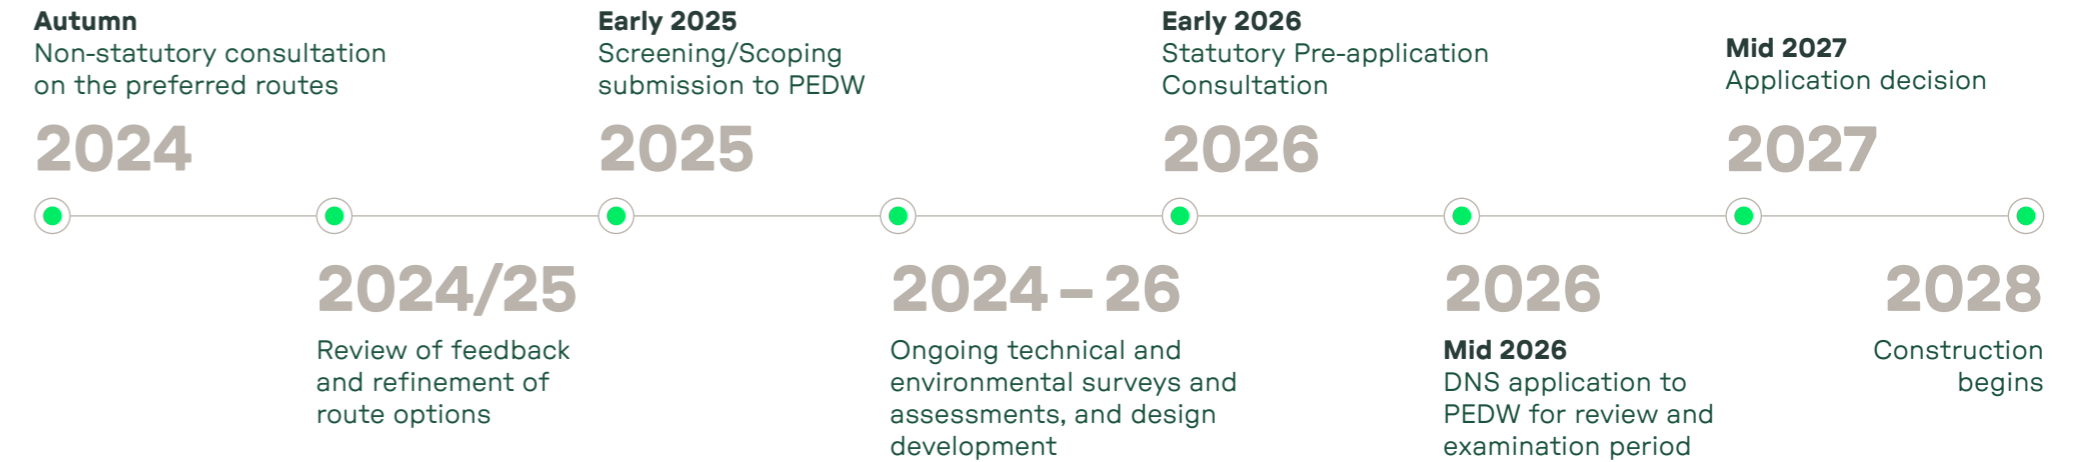 Autumn
Non-statutory consultation
on the preferred routes
2024
2024/25
Review of feedback
and refinement of
route options
Early 2025
Screening/Scoping
submission to PEDW
2025
2024 – 26
Ongoing technical and
environmental surveys and
assessments, and design
development
Early 2026
Statutory Pre-application
Consultation
2026
2026
Mid 2026
DNS application to
PEDW for review and
examination period
Mid 2027
Application decision
2027
2028
Construction
begins